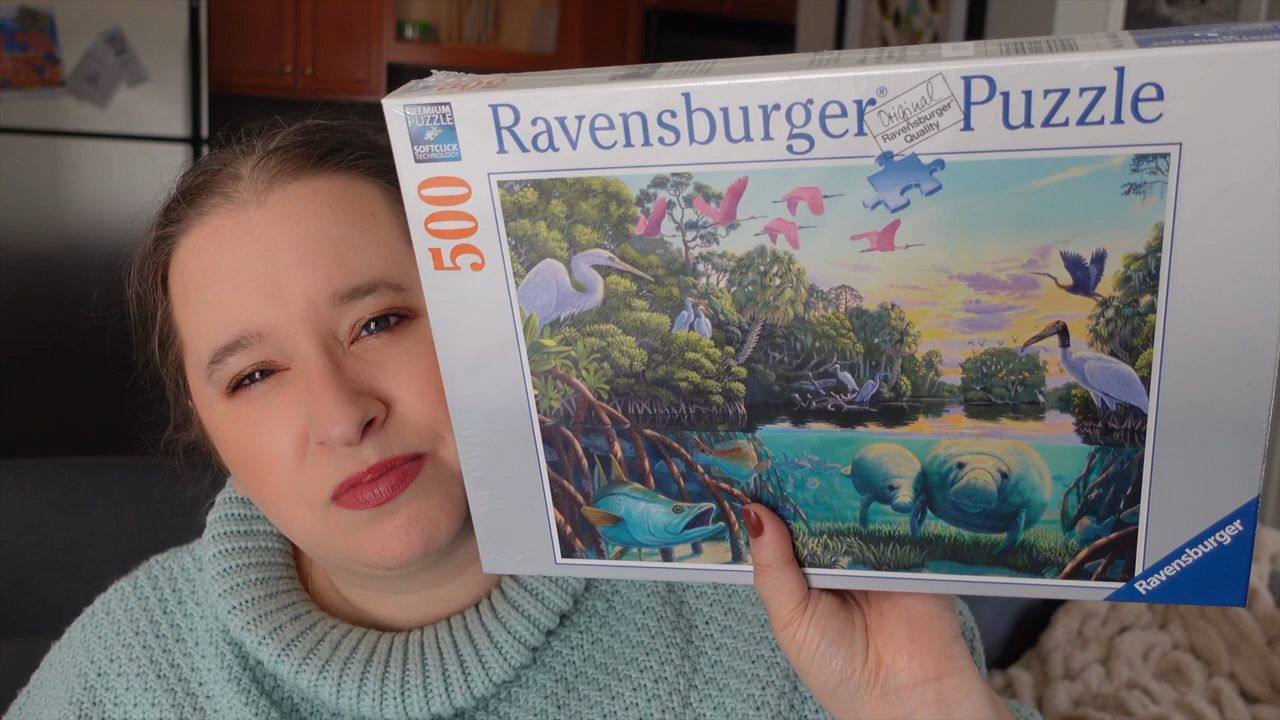 PREMIUM
PUZZLE
SOFTCLICK
TECHNOLOGY
Ravensburger® Puzzle
Original
Ravensburger®
Quality
500
Ravensburger